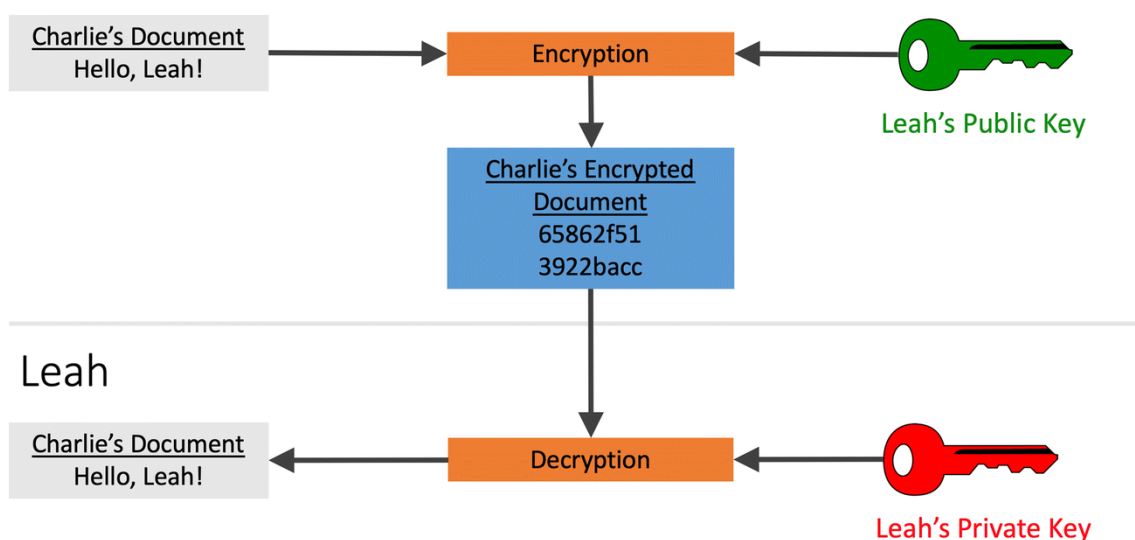 Charlie’s Document
Hello, Leah!
Encryption
Leah’s Public Key
Charlie’s Encrypted
Document
65862f51
3922bacc
Leah
Charlie’s Document
Hello, Leah!
Decryption
Leah’s Private Key